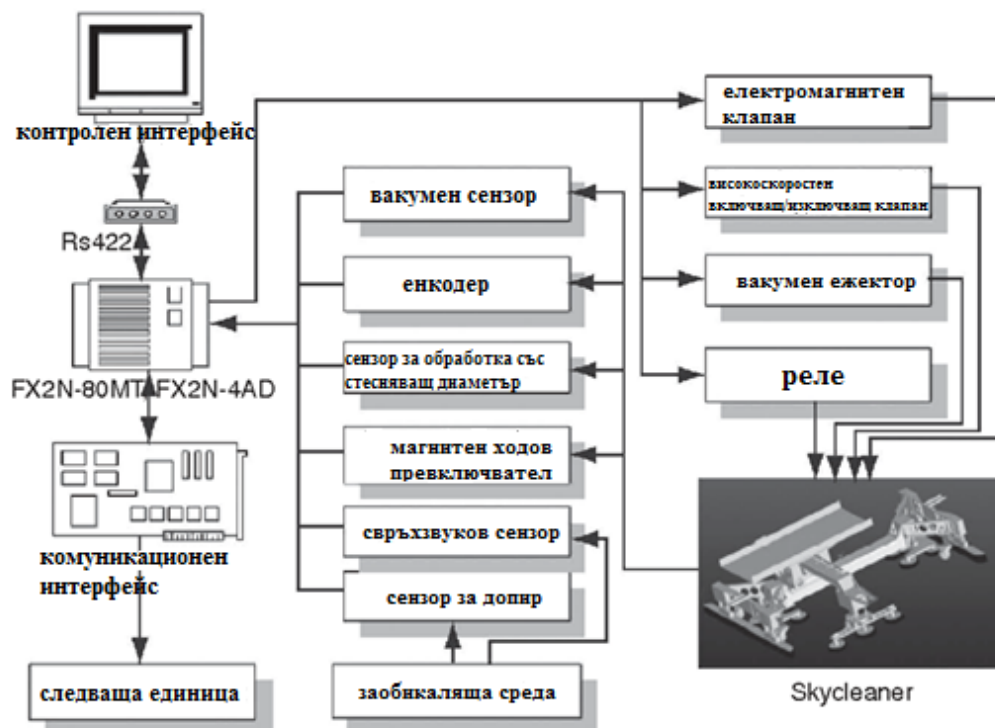 контролен интерфейс
Rs422
FX2N-80MT
FX2N-4AD
комуникационен
интерфейс
следваща единица
вакумен сензор
енкодер
сензор за обработка със
стесняващ диаметър
магнитен ходов
превключвател
свръхзвуков сензор
сензор за допир
заобикаляща среда
електромагнитен
клапан
високоскоростен
включващ/изключващ клапан
вакумен ежектор
реле
Skycleaner